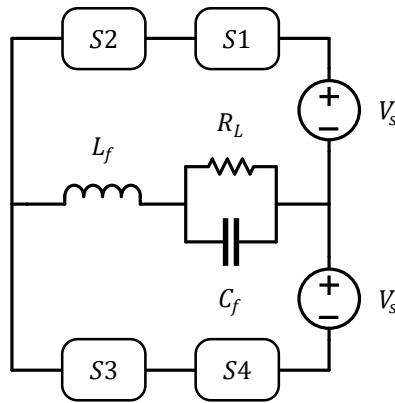 S2 S1
+
− V_s
R_L
L_f
C_f
+
− V_s
S3 S4